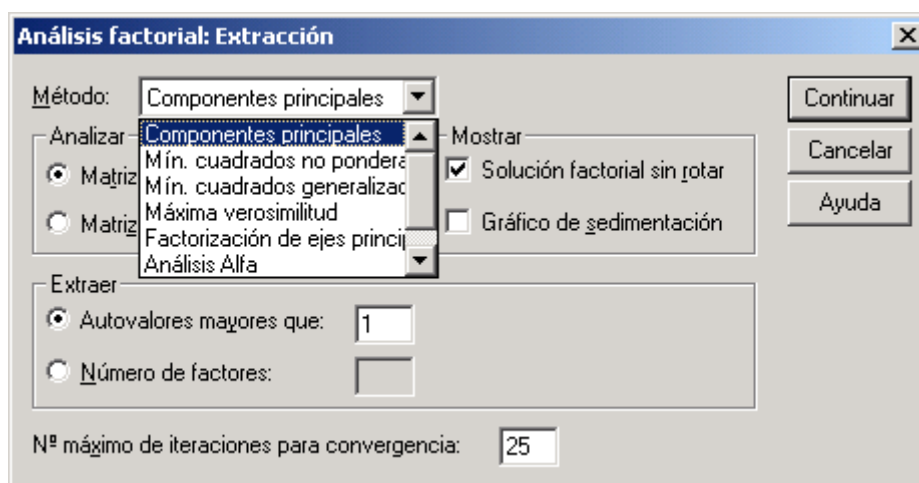 Análisis factorial: Extracción
Método: Componentes principales
Continuar
Componentes principales
Mín. cuadrados no pondera
Mín. cuadrados generalizac
Máxima verosimilitud
Factorización de ejes princip
Análisis Alfa
Analizar
Matriz
Matriz
Mostrar
Solución factorial sin rotar
Gráfico de sedimentación
Cancelar
Ayuda
Extraer
Autovalores mayores que: 1
Número de factores:
Nº máximo de iteraciones para convergencia: 25